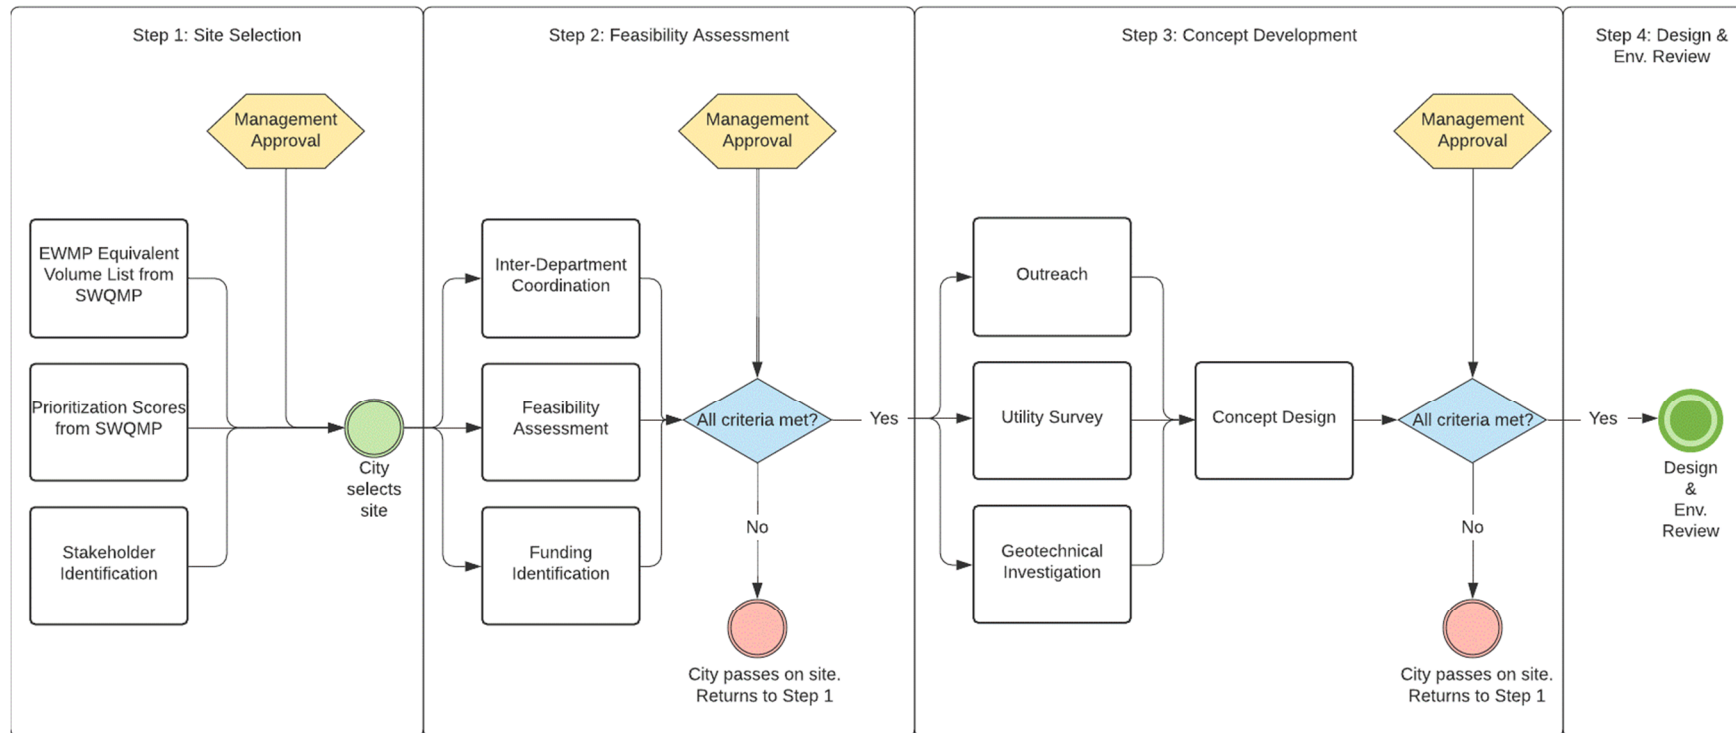 Step 1: Site Selection
Management
Approval
EWMP Equivalent
Volume List from
SWQMP
Prioritization Scores
from SWQMP
Stakeholder
Identification
City
selects
site
Step 2: Feasibility Assessment
Management
Approval
Inter-Department
Coordination
Feasibility
Assessment
Funding
Identification
All criteria met?
Yes
No
City passes on site.
Returns to Step 1
Step 3: Concept Development
Management
Approval
Outreach
Utility Survey
Geotechnical
Investigation
Concept Design
All criteria met?
Yes
No
City passes on site.
Returns to Step 1
Step 4: Design &
Env. Review
Design
&
Env.
Review